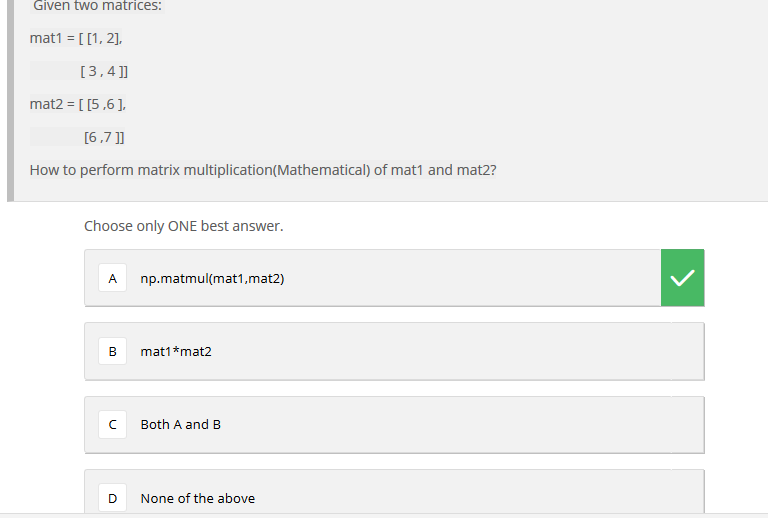 Given two matrices:
mat1 = [ [1, 2],
[ 3 , 4 ]]
mat2 = [ [5 ,6 ],
[6 ,7 ]]
How to perform matrix multiplication(Mathematical) of mat1 and mat2?
Choose only ONE best answer.
A np.matmul(mat1,mat2)
B mat1*mat2
C Both A and B
D None of the above